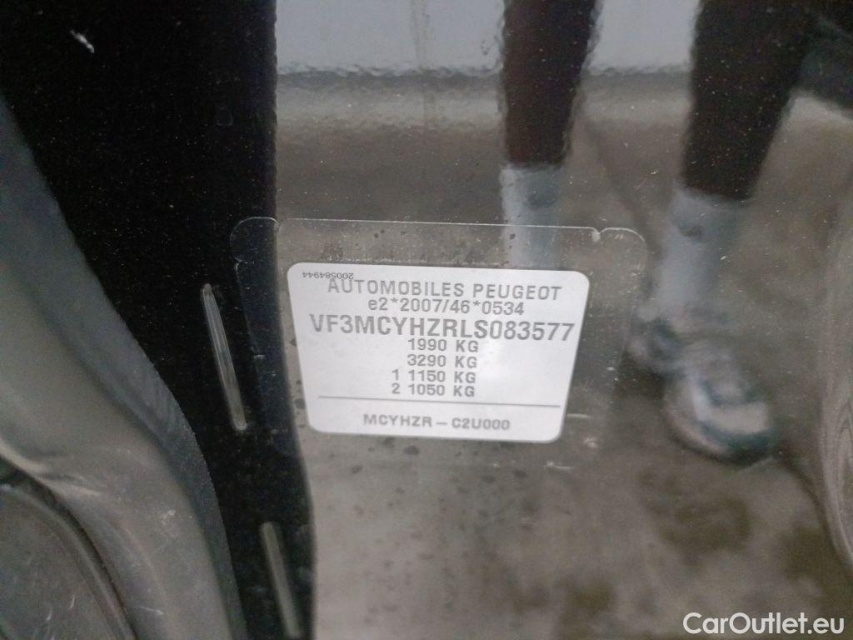 200564944
AUTOMOBILES PEUGEOT
e2*2007/46*0534
VF3MCYHZRLS083577
1990 KG
3290 KG
1 1150 KG
2 1050 KG
MCYHZR - C2U000
CarOutlet.eu